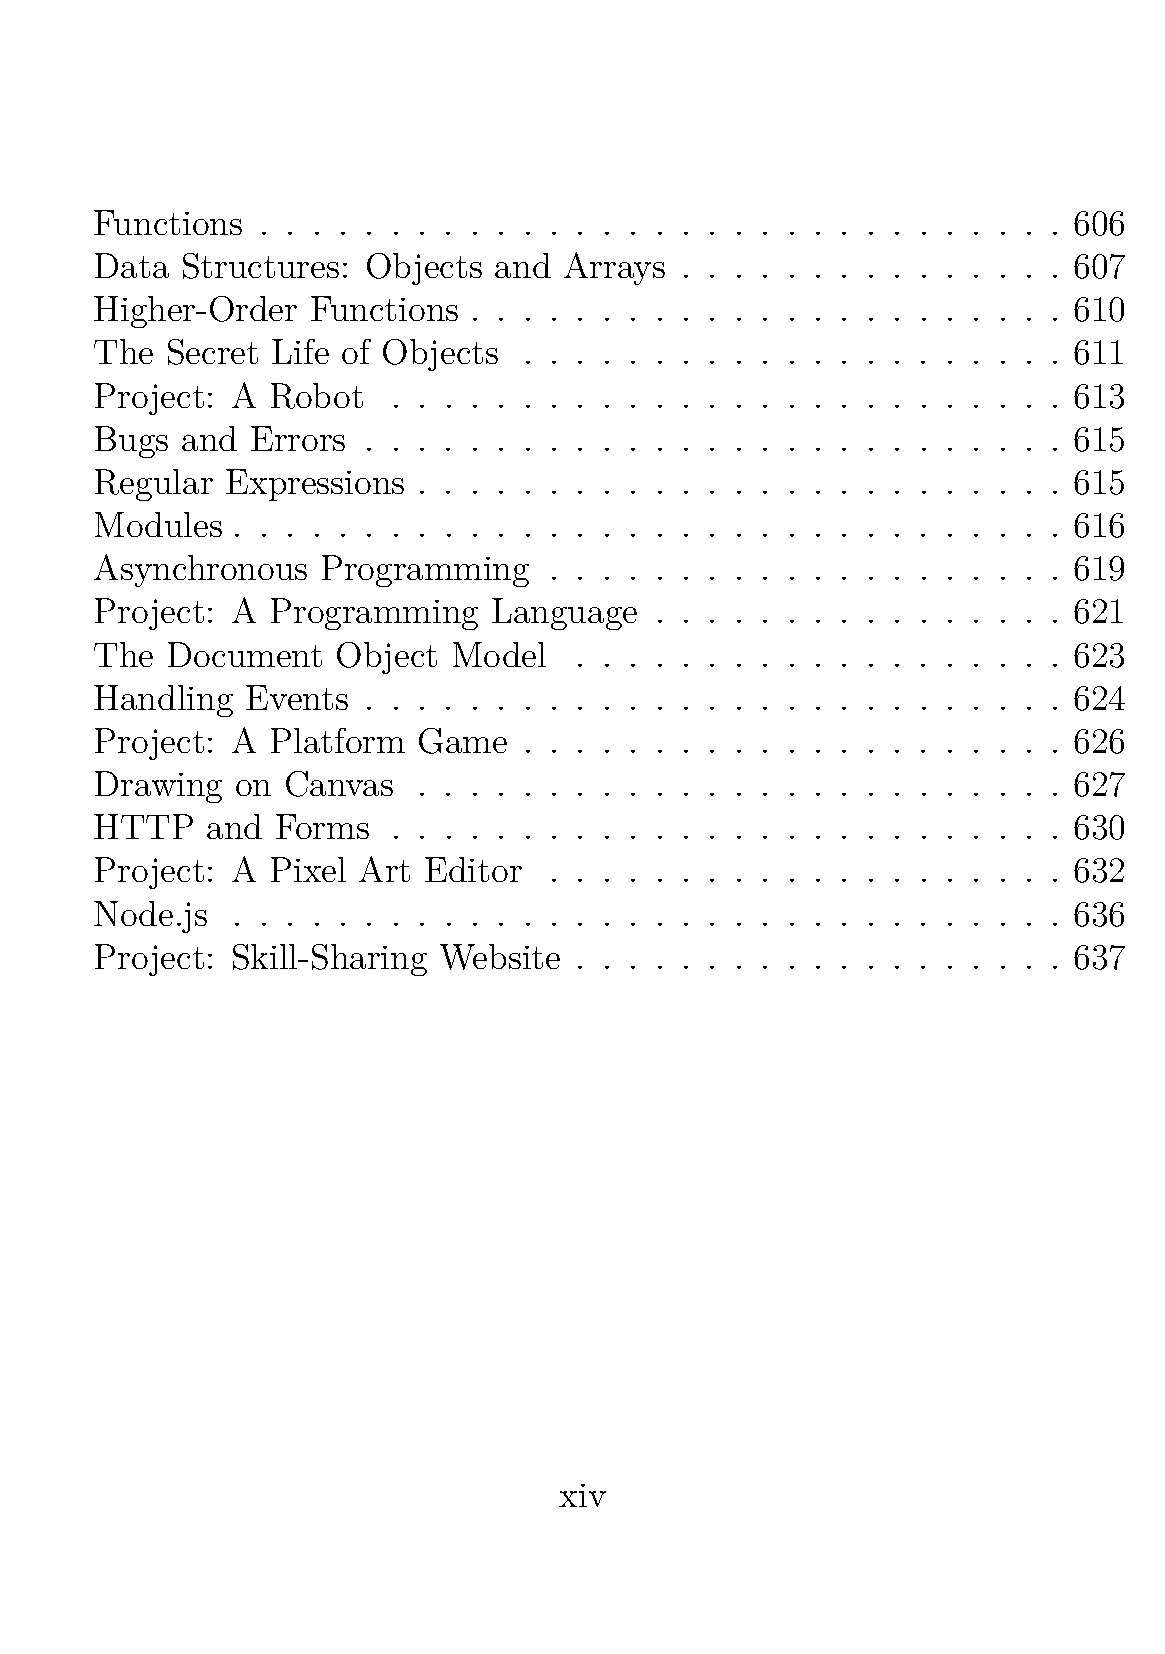 Functions . . . . . . . . . . . . . . . . . . . . . . . . . . . . . . . 606
Data Structures: Objects and Arrays . . . . . . . . . . . . . . . 607
Higher-Order Functions . . . . . . . . . . . . . . . . . . . . . . . 610
The Secret Life of Objects . . . . . . . . . . . . . . . . . . . . . 611
Project: A Robot . . . . . . . . . . . . . . . . . . . . . . . . . . 613
Bugs and Errors . . . . . . . . . . . . . . . . . . . . . . . . . . . 615
Regular Expressions . . . . . . . . . . . . . . . . . . . . . . . . . 615
Modules . . . . . . . . . . . . . . . . . . . . . . . . . . . . . . . . 616
Asynchronous Programming . . . . . . . . . . . . . . . . . . . . 619
Project: A Programming Language . . . . . . . . . . . . . . . . 621
The Document Object Model . . . . . . . . . . . . . . . . . . . 623
Handling Events . . . . . . . . . . . . . . . . . . . . . . . . . . . 624
Project: A Platform Game . . . . . . . . . . . . . . . . . . . . . 626
Drawing on Canvas . . . . . . . . . . . . . . . . . . . . . . . . . 627
HTTP and Forms . . . . . . . . . . . . . . . . . . . . . . . . . . 630
Project: A Pixel Art Editor . . . . . . . . . . . . . . . . . . . . 632
Node.js . . . . . . . . . . . . . . . . . . . . . . . . . . . . . . . . 636
Project: Skill-Sharing Website . . . . . . . . . . . . . . . . . . . 637
xiv